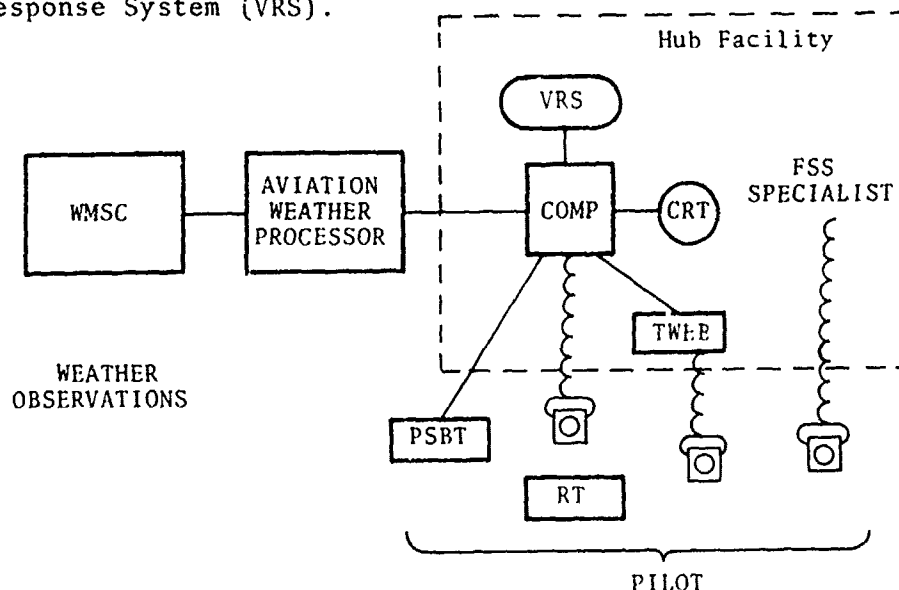 esponse System (VRS).
Hub Facility
VRS
FSS
SPECIALIST
WMSC
AVIATION
WEATHER
PROCESSOR
COMP
CRT
WEATHER
OBSERVATIONS
PSBT
RT
PILOT